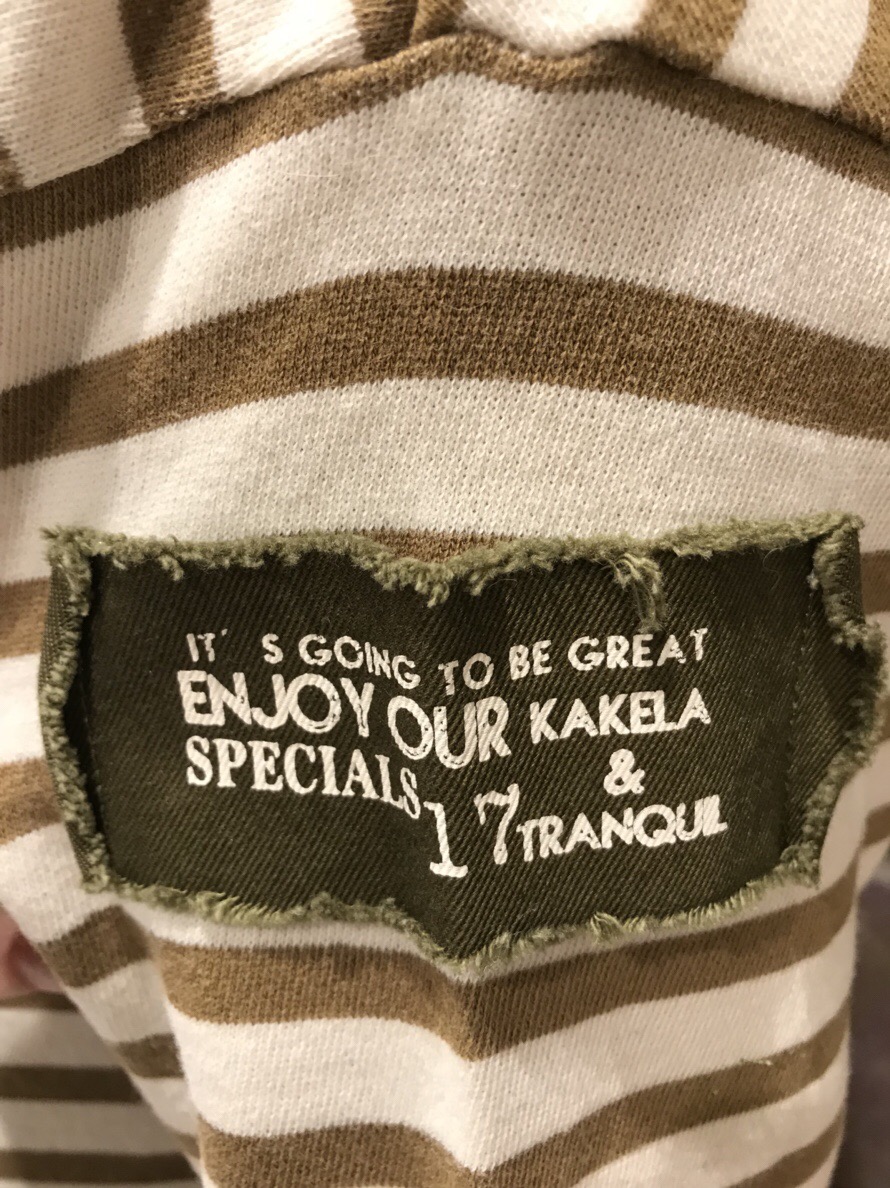 IT' S GOING TO BE GREAT
ENJOY OUR KAKELA
SPECIALS &
17 TRANQUIL